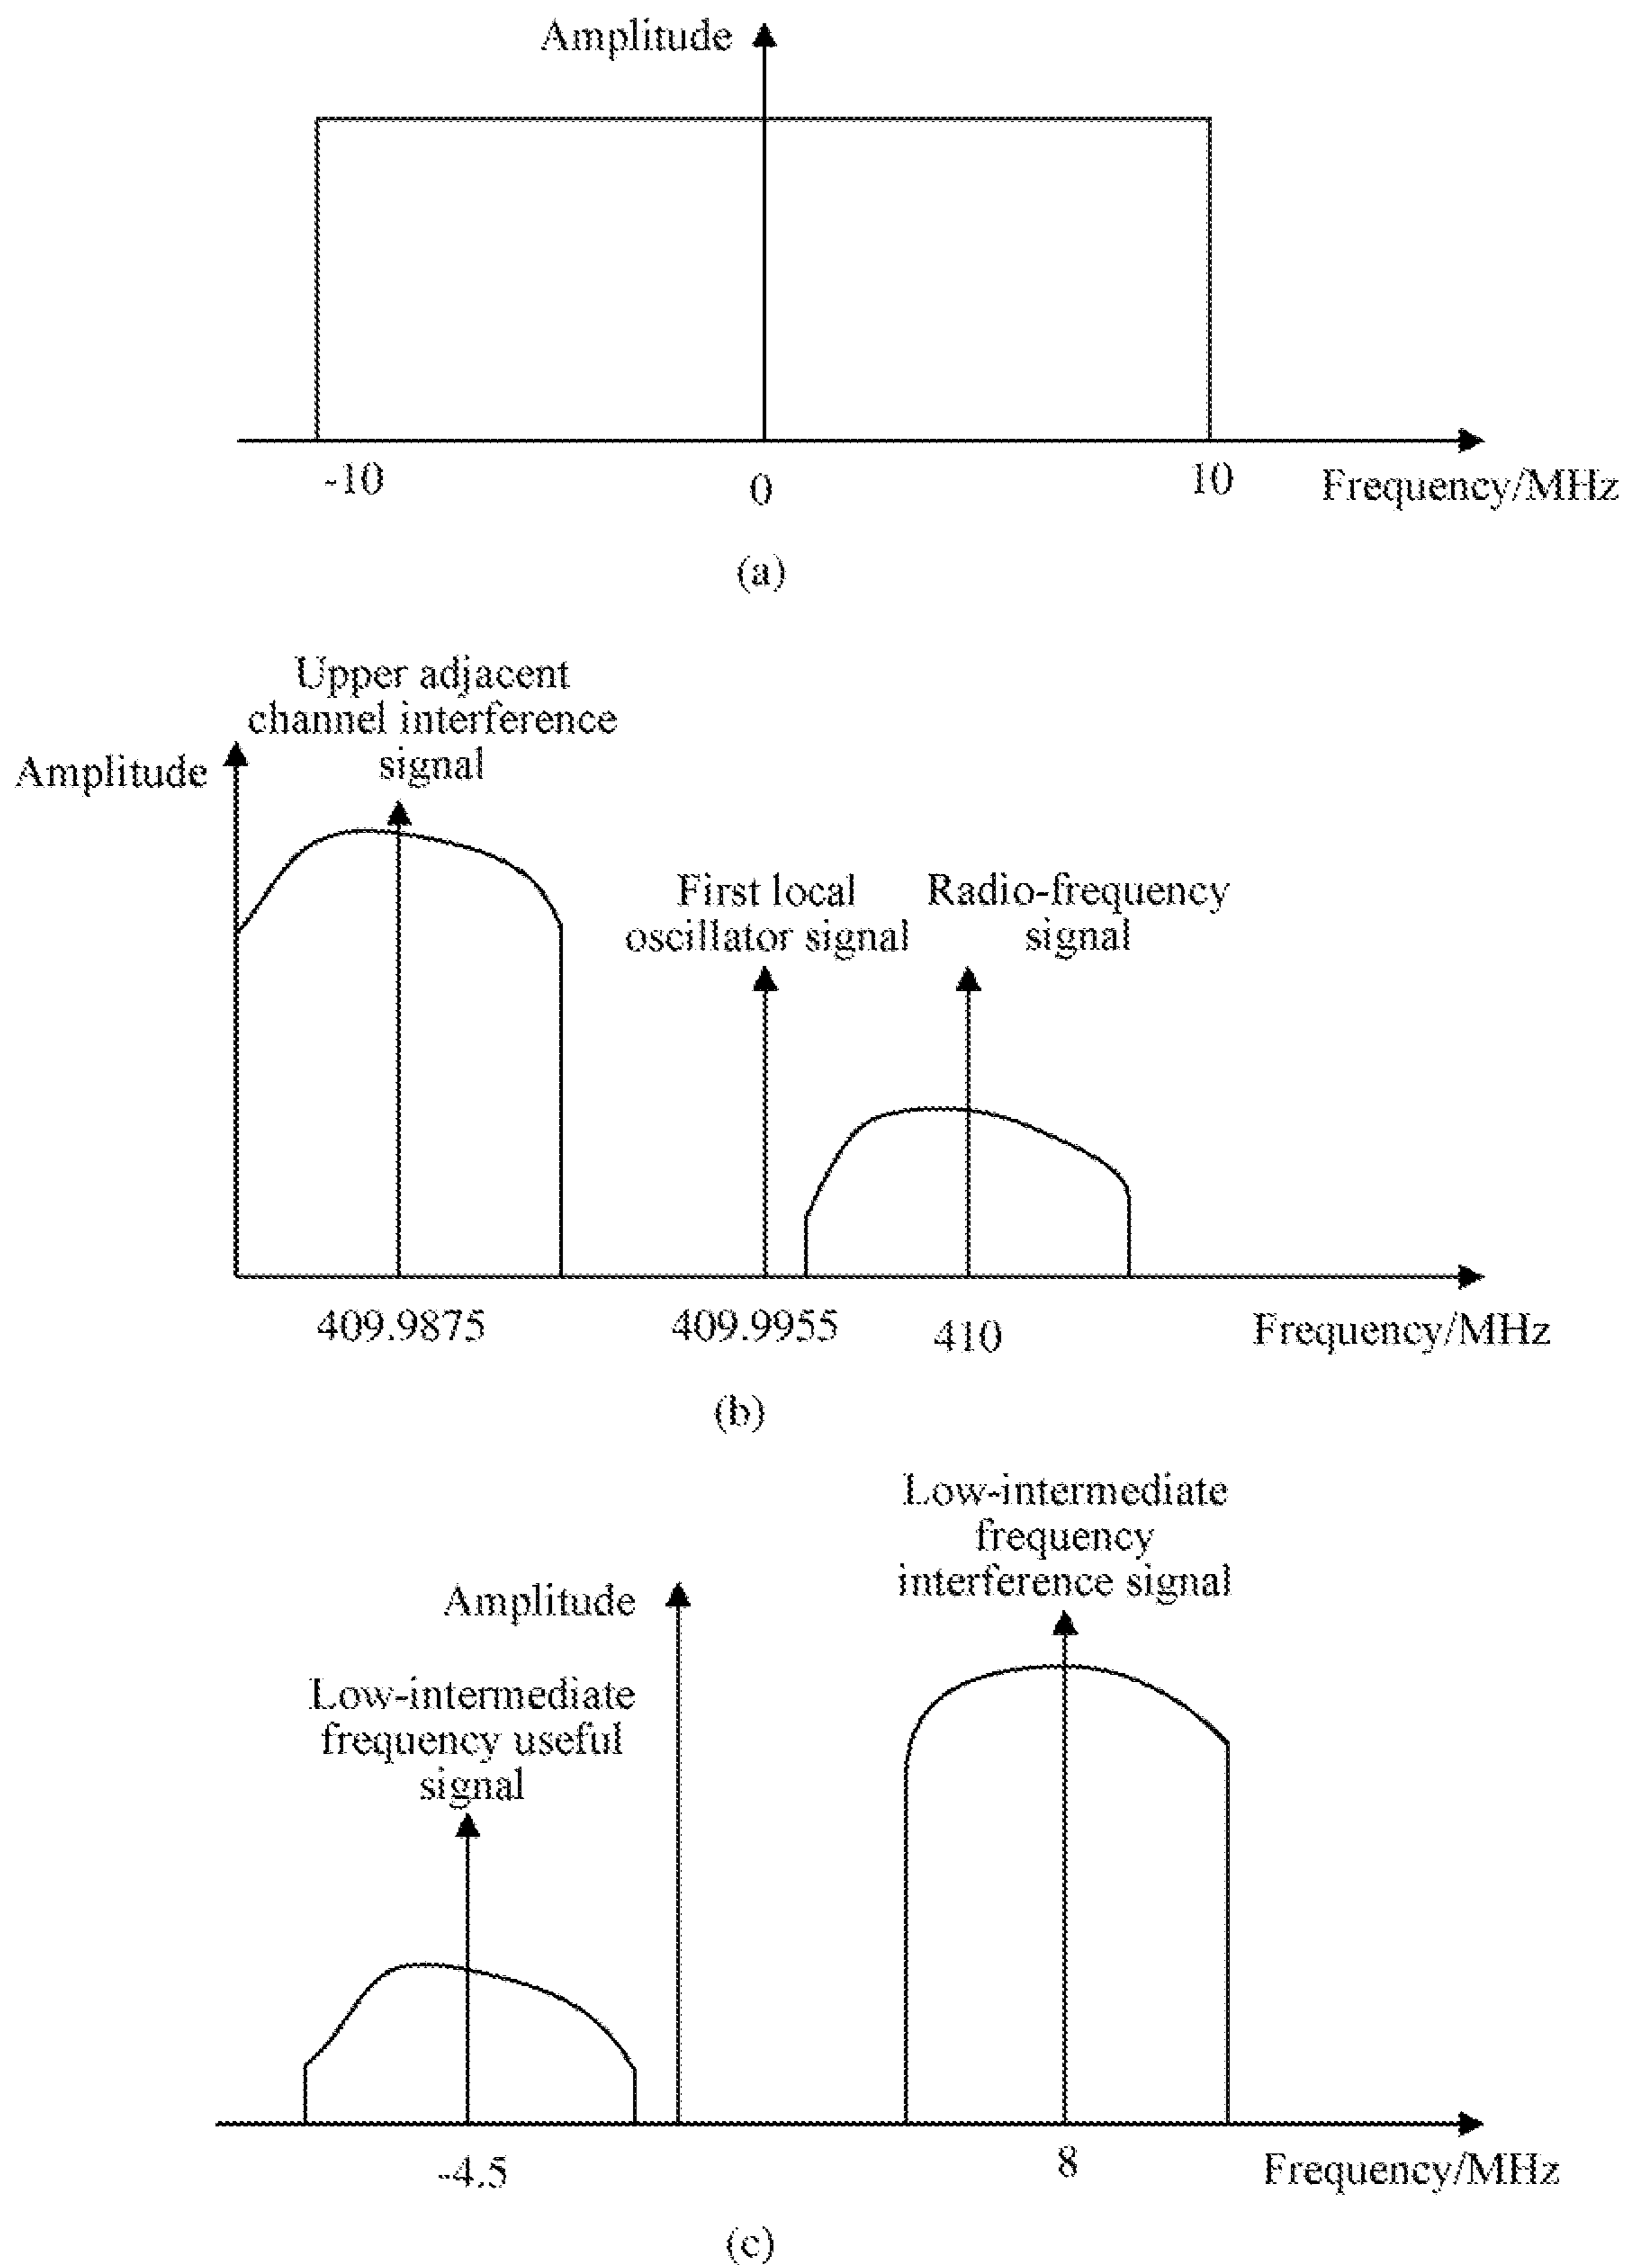 Amplitude
-10
0
10
Frequency/MHz
(a)
Upper adjacent
channel interference
signal
Amplitude
First local
oscillator signal
Radio-frequency
signal
409.9875
409.9955
410
Frequency/MHz
(b)
Low-intermediate
frequency
interference signal
Amplitude
Low-intermediate
frequency useful
signal
-4.5
8
Frequency/MHz
(c)